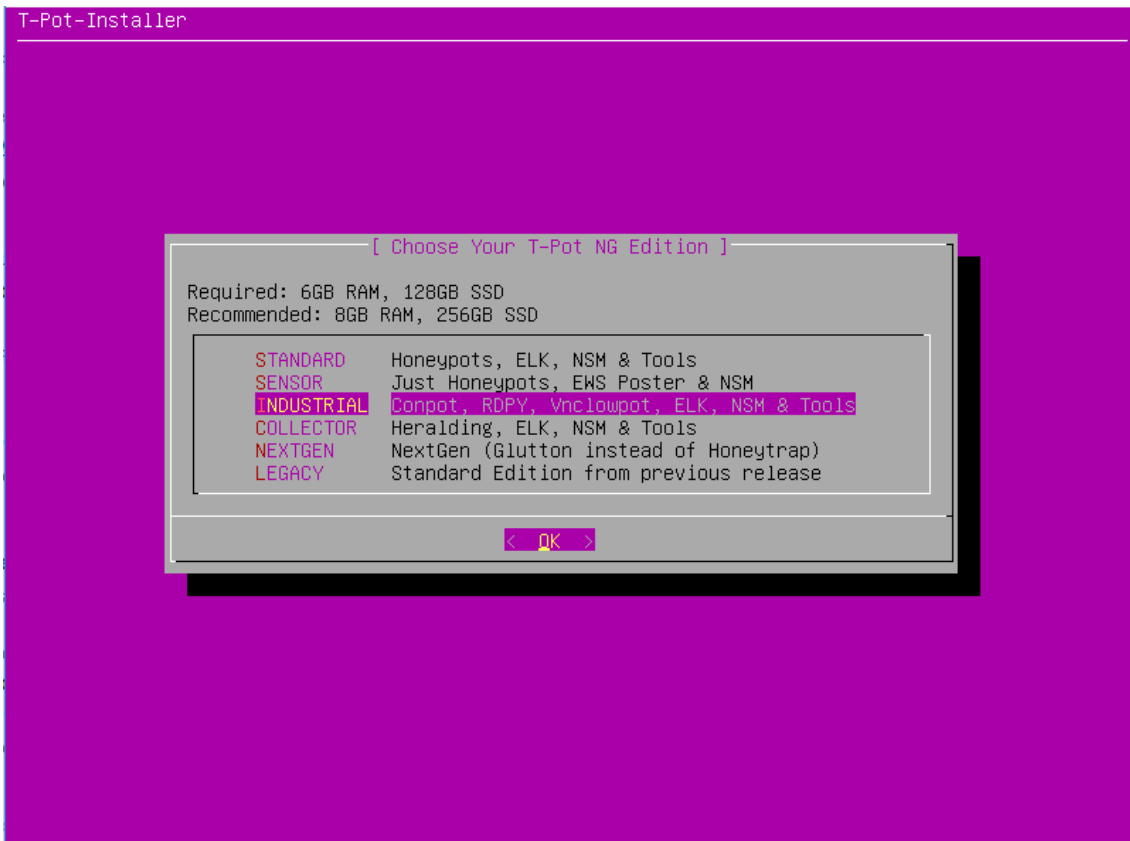 T-Pot-Installer
[ Choose Your T-Pot NG Edition ]
Required: 6GB RAM, 128GB SSD
Recommended: 8GB RAM, 256GB SSD
STANDARD Honeypots, ELK, NSM & Tools
SENSOR Just Honeypots, EWS Poster & NSM
INDUSTRIAL Conpot, RDPY, Vnclowpot, ELK, NSM & Tools
COLLECTOR Heralding, ELK, NSM & Tools
NEXTGEN NextGen (Glutton instead of Honeytrap)
LEGACY Standard Edition from previous release
< OK >